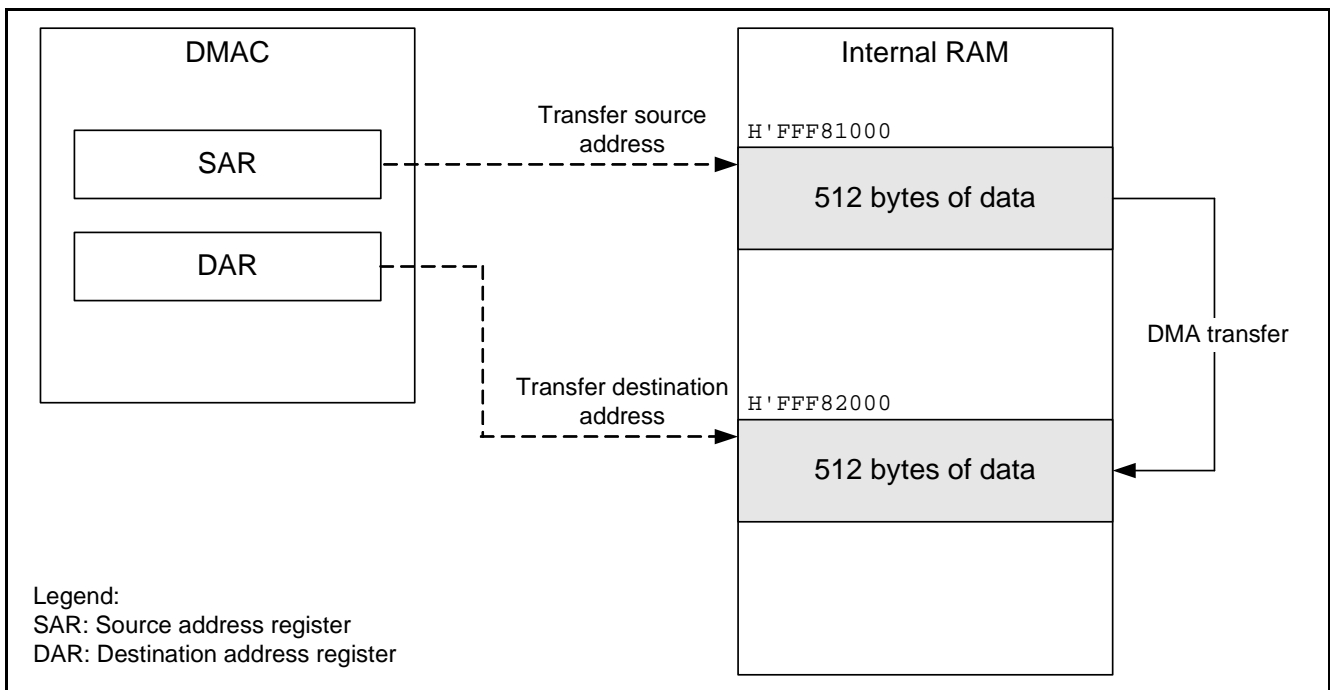 DMAC
SAR
DAR
Transfer source
address
Transfer destination
address
Internal RAM
H'FFF81000
512 bytes of data
DMA transfer
H'FFF82000
512 bytes of data
Legend:
SAR: Source address register
DAR: Destination address register